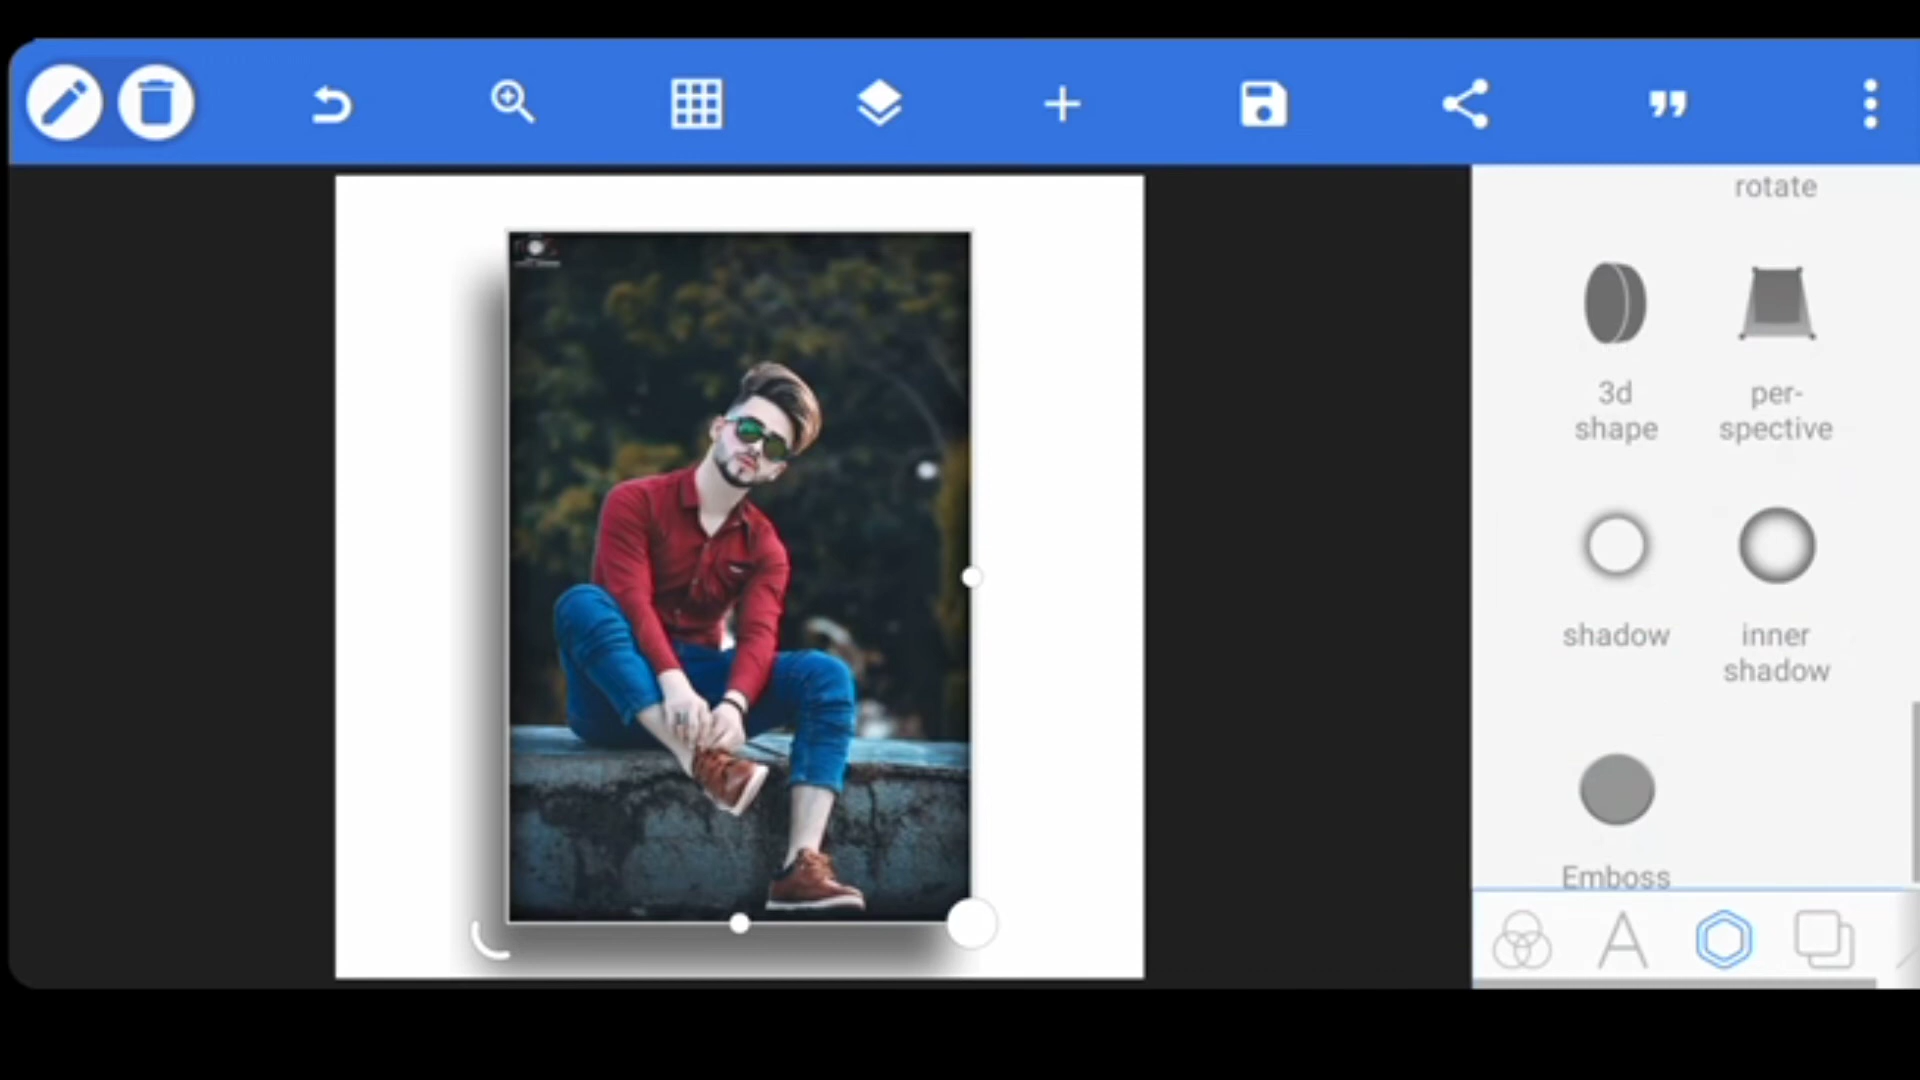 rotate
3d
shape
per-
spective
shadow
inner
shadow
Emboss